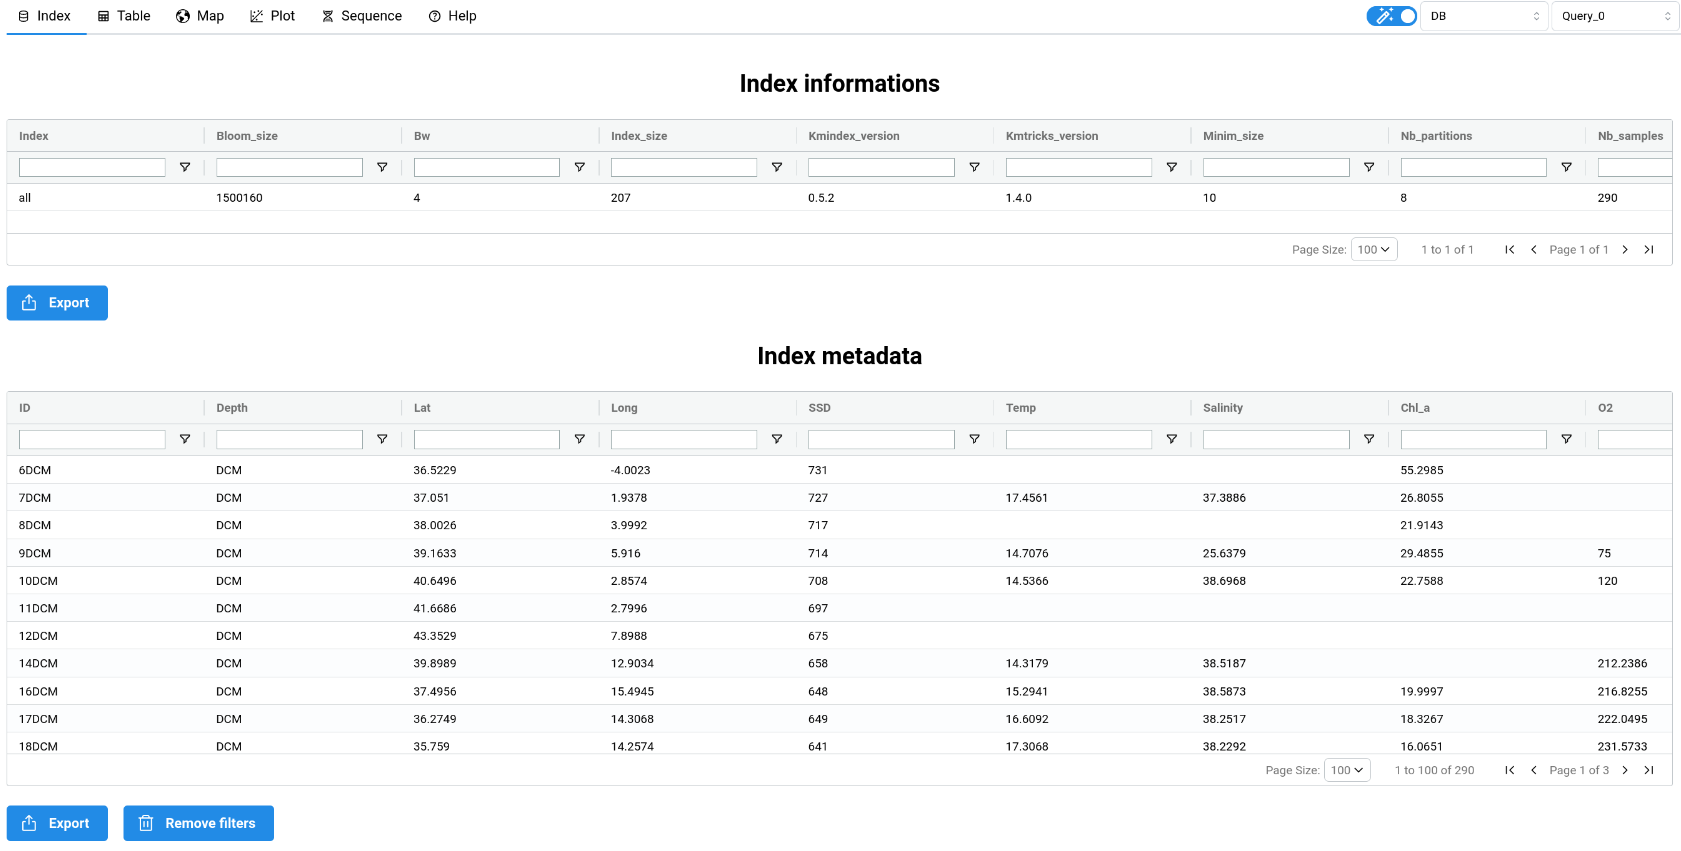 Index Table Map Plot Sequence Help DB Query_0
Index informations
Index Bloom_size Bw Index_size Kmindex_version Kmtricks_version Minim_size Nb_partitions Nb_samples
all 1500160 4 207 0.5.2 1.4.0 10 8 290
Page Size: 100 1 to 1 of 1 Page 1 of 1
Export
Index metadata
ID Depth Lat Long SSD Temp Salinity Chl_a O2
6DCM DCM 36.5229 -4.0023 731 55.2985
7DCM DCM 37.051 1.9378 727 17.4561 37.3886 26.8055
8DCM DCM 38.0026 3.9992 717 21.9143
9DCM DCM 39.1633 5.916 714 14.7076 25.6379 29.4855 75
10DCM DCM 40.6496 2.8574 708 14.5366 38.6968 22.7588 120
11DCM DCM 41.6686 2.7996 697
12DCM DCM 43.3529 7.8988 675
14DCM DCM 39.8989 12.9034 658 14.3179 38.5187 212.2386
16DCM DCM 37.4956 15.4945 648 15.2941 38.5873 19.9997 216.8255
17DCM DCM 36.2749 14.3068 649 16.6092 38.2517 18.3267 222.0495
18DCM DCM 35.759 14.2574 641 17.3068 38.2292 16.0651 231.5733
Page Size: 100 1 to 100 of 290 Page 1 of 3
Export Remove filters